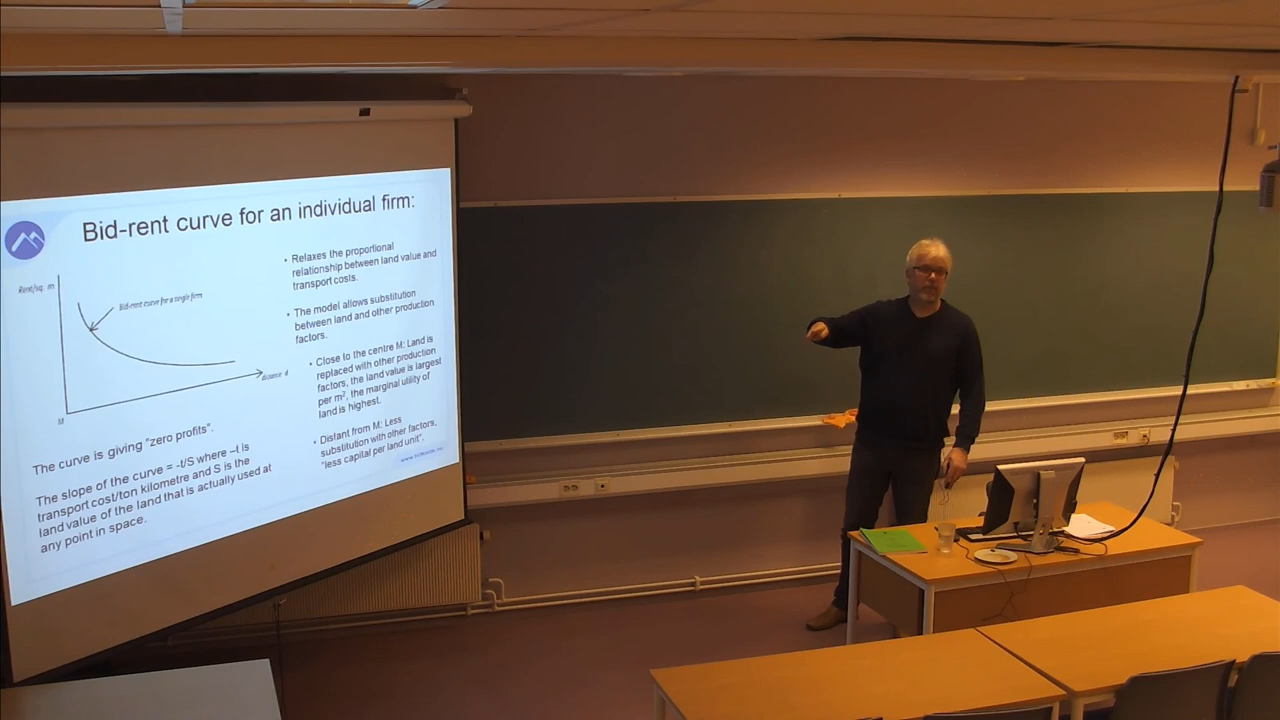 Bid-rent curve for an individual firm:
Rent/sq. m
Bid-rent curve for a single firm
distance d
M
The curve is giving "zero profits".
The slope of the curve = -t/S where –t is
transport cost/ton kilometre and S is the
land value of the land that is actually used at
any point in space.
• Relaxes the proportional
relationship between land value and
transport costs.
• The model allows substitution
between land and other production
factors.
• Close to the centre M: Land is
replaced with other production
factors, the land value is largest
per m², the marginal utility of
land is highest.
• Distant from M: Less
substitution with other factors,
"less capital per land unit".